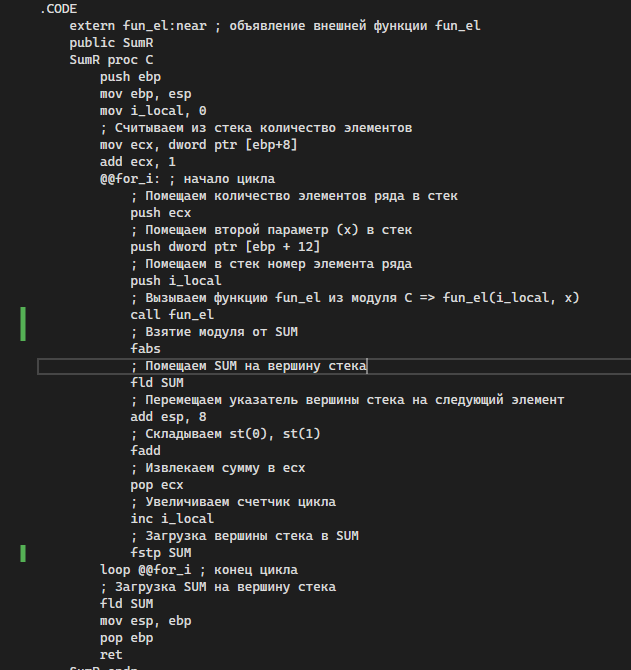 .CODE
extern fun_el:near ; объявление внешней функции fun_el
public SumR
SumR proc C
push ebp
mov ebp, esp
mov i_local, 0
; Считываем из стека количество элементов
mov ecx, dword ptr [ebp+8]
add ecx, 1
@@for_i: ; начало цикла
; Помещаем количество элементов ряда в стек
push ecx
; Помещаем второй параметр (x) в стек
push dword ptr [ebp + 12]
; Помещаем в стек номер элемента ряда
push i_local
; Вызываем функцию fun_el из модуля C => fun_el(i_local, x)
call fun_el
; Взятие модуля от SUM
fabs
; Помещаем SUM на вершину стека
fld SUM
; Перемещаем указатель вершины стека на следующий элемент
add esp, 8
; Складываем st(0), st(1)
fadd
; Извлекаем сумму в ecx
pop ecx
; Увеличиваем счетчик цикла
inc i_local
; Загрузка вершины стека в SUM
fstp SUM
loop @@for_i ; конец цикла
; Загрузка SUM на вершину стека
fld SUM
mov esp, ebp
pop ebp
ret
SumR endp